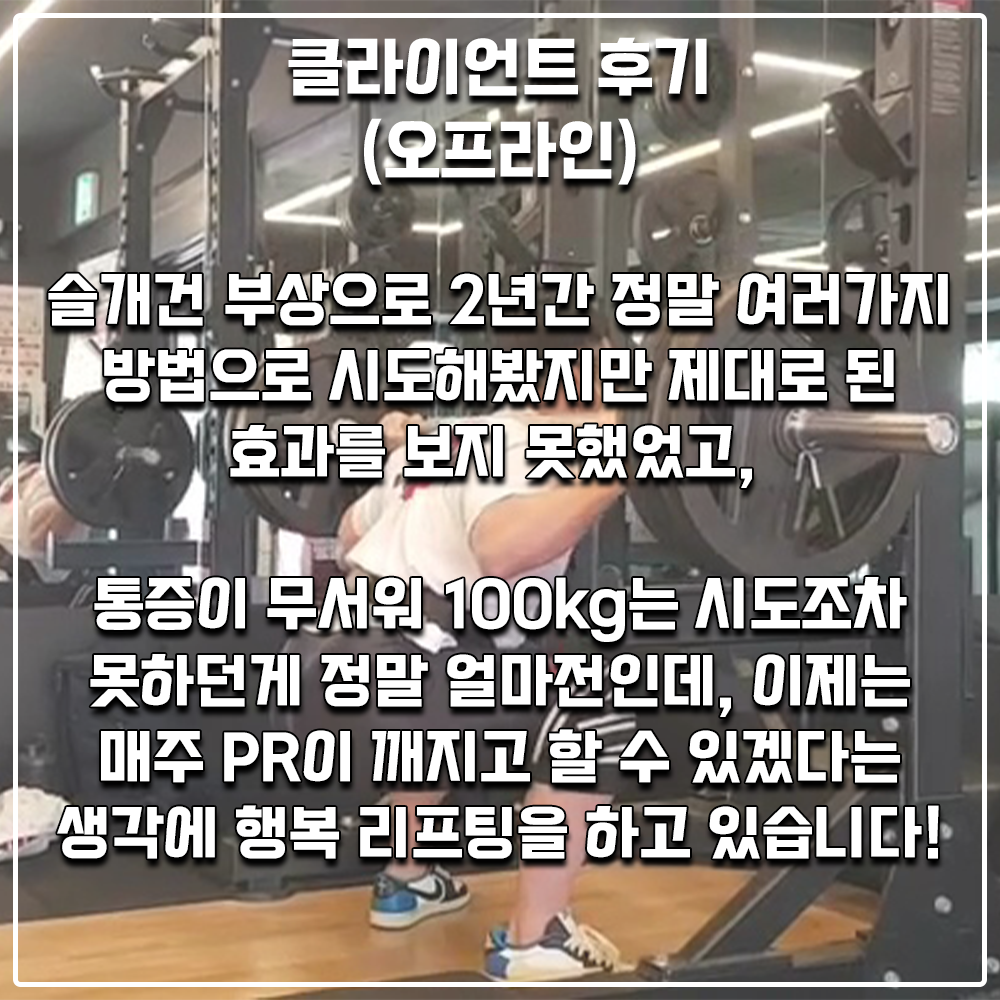 클라이언트 후기
(오프라인)
슬개건 부상으로 2년간 정말 여러가지
방법으로 시도해봤지만 제대로 된
효과를 보지 못했었고,
통증이 무서워 100kg는 시도조차
못하던게 정말 얼마전인데, 이제는
매주 PR이 깨지고 할 수 있겠다는
생각에 행복 리프팅을 하고 있습니다!